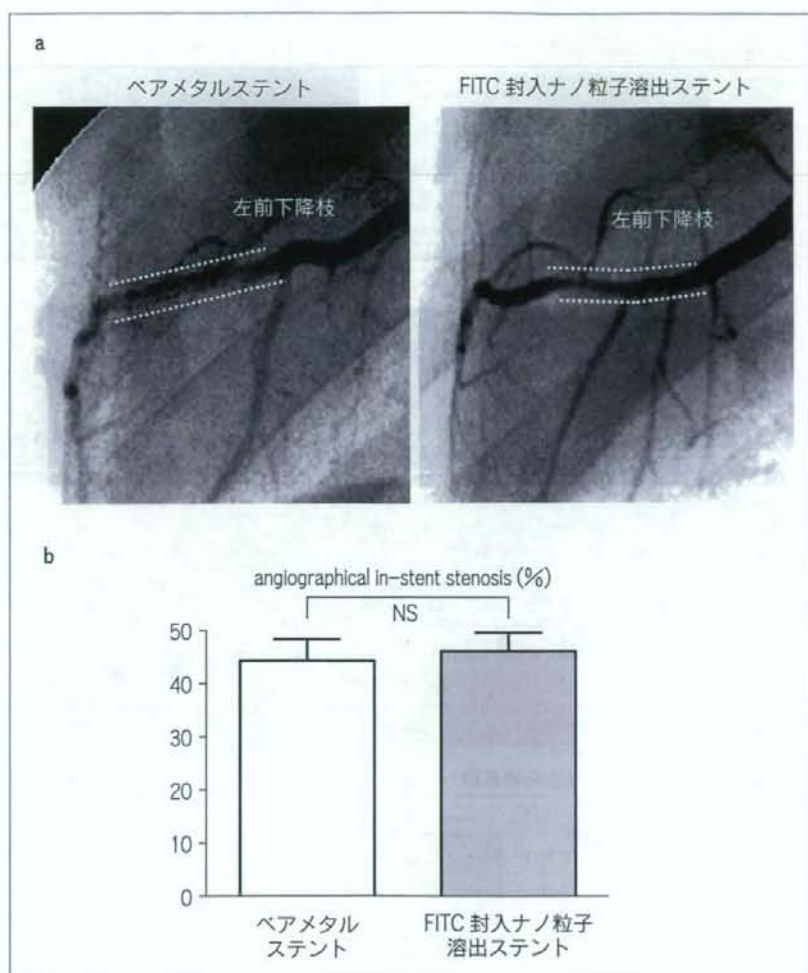 a
ベアメタルステント
FITC 封入ナノ粒子溶出ステント
左前下降枝
左前下降枝
b
angiographical in-stent stenosis (%)
NS
50
40
30
20
10
0
ベアメタル
ステント
FITC 封入ナノ粒子
溶出ステント